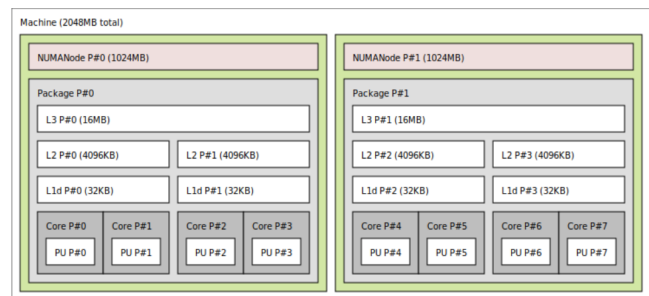 Machine (2048MB total)
NUMANode P#0 (1024MB)
Package P#0
L3 P#0 (16MB)
L2 P#0 (4096KB)
L2 P#1 (4096KB)
L1d P#0 (32KB)
L1d P#1 (32KB)
Core P#0
Core P#1
Core P#2
Core P#3
PU P#0
PU P#1
PU P#2
PU P#3
NUMANode P#1 (1024MB)
Package P#1
L3 P#1 (16MB)
L2 P#2 (4096KB)
L2 P#3 (4096KB)
L1d P#2 (32KB)
L1d P#3 (32KB)
Core P#4
Core P#5
Core P#6
Core P#7
PU P#4
PU P#5
PU P#6
PU P#7